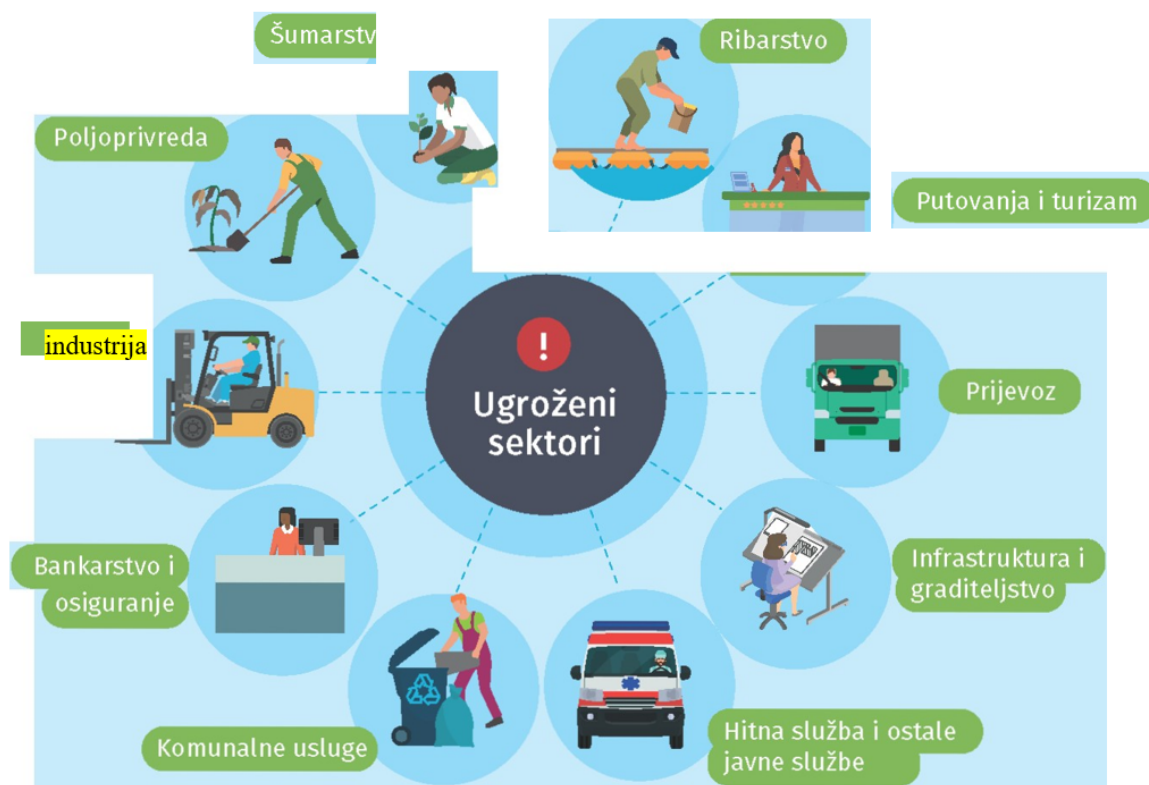 Šumarstv
Ribarstvo
Poljoprivreda
Putovanja i turizam
industrija
!
Ugroženi
sektori
Prijevoz
Bankarstvo i
osiguranje
Infrastruktura i
graditeljstvo
Komunalne usluge
Hitna služba i ostale
javne službe